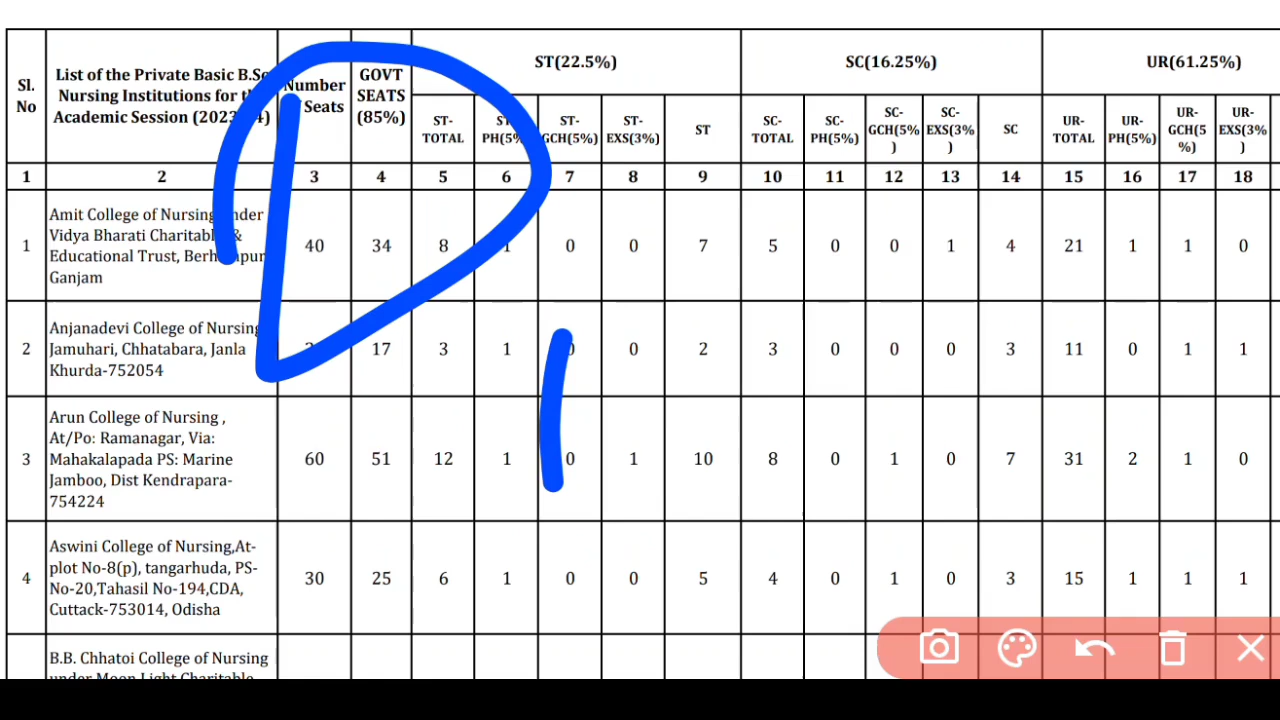 ST(22.5%) SC(16.25%) UR(61.25%)
Sl. No
List of the Private Basic B.Sc
Nursing Institutions for
Academic Session
Number
Seats
GOVT
SEATS
(85%)
ST-
TOTAL
ST-
GCH(5%)
ST-
EXS(3%)
ST
SC-
TOTAL
SC-
PH(5%)
SC-
GCH(5%
)
SC-
EXS(3%
)
SC
UR-
TOTAL
UR-
PH(5%)
UR-
GCH(5
%)
UR-
EXS(3%
)
1 2 3 4 5 6 7 8 9 10 11 12 13 14 15 16 17 18
1
Amit College of Nursing
Vidya Bharati &
Educational Trust,
Ganjam
40 34 8 1 0 0 7 5 0 0 1 4 21 1 1 0
2
Anjanadevi College of Nursing
Jamuhari, Chhatabara, Janla
Khurda-752054
17 3 1 0 0 2 3 0 0 0 3 11 0 1 1
3
Arun College of Nursing ,
At/Po: Ramanagar, Via:
Mahakalapada PS: Marine
Jamboo, Dist Kendrapara-
754224
60 51 12 1 0 1 10 8 0 1 0 7 31 2 1 0
4
Aswini College of Nursing,At-
plot No-8(p), tangarhuda, PS-
No-20,Tahasil No-194,CDA,
Cuttack-753014, Odisha
30 25 6 1 0 0 5 4 0 1 0 3 15 1 1 1
B.B. Chhatoi College of Nursing
under Moon Light Charitable